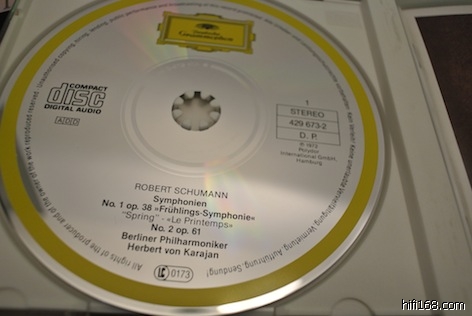 Deutsche
Grammophon
COMPACT
disc
DIGITAL AUDIO
ADD
1
STEREO
429 673-2
D. P.
℗ 1972
Polydor
International GmbH,
Hamburg
ROBERT SCHUMANN
Symphonien
No. 1 op. 38 »Frühlings-Symphonie«
"Spring" · «Le Printemps»
No. 2 op. 61
Berliner Philharmoniker
Herbert von Karajan
LC 0173
All rights of the producer and of the owner of the work reproduced reserved
Vervielfältigung, Vermietung, Aufführung, Sendung!
hifi168.com